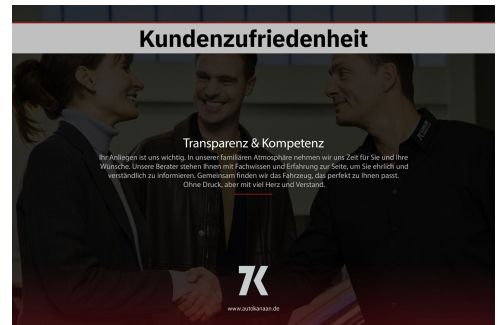 Kundenzufriedenheit
Transparenz & Kompetenz
Ihr Anliegen ist uns wichtig. In unserer familiären Atmosphäre nehmen wir uns Zeit für Sie und Ihre
Wünsche. Unsere Berater stehen Ihnen mit Fachwissen und Erfahrung zur Seite, um Sie ehrlich und
verständlich zu informieren. Gemeinsam finden wir das Fahrzeug, das perfekt zu Ihnen passt.
Ohne Druck, aber mit viel Herz und Verstand.
www.autokanaan.de